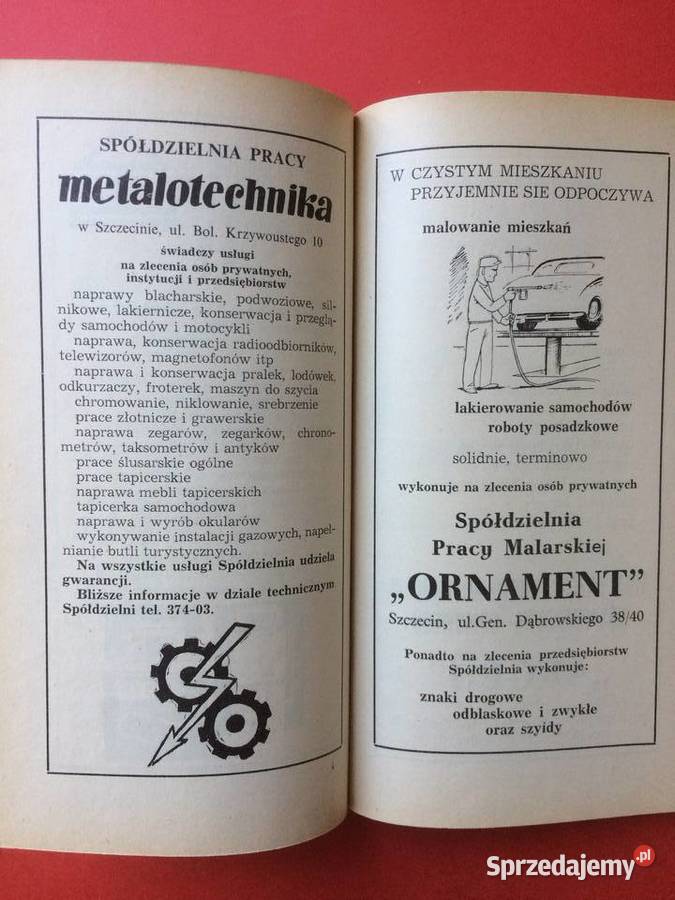 SPÓŁDZIELNIA PRACY
metalotechnika
w Szczecinie, ul. Bol. Krzywoustego 10
świadczy usługi
na zlecenia osób prywatnych,
instytucji i przedsiębiorstw
naprawy blacharskie, podwoziowe, sil-
nikowe, lakiernicze, konserwacja i przeglą-
dy samochodów i motocykli
naprawa, konserwacja radioodbiorników,
telewizorów, magnetofonów itp
naprawa i konserwacja pralek, lodówek,
odkurzaczy, froterek, maszyn do szycia
chromowanie, niklowanie, srebrzenie
prace złotnicze i grawerskie
naprawa zegarów, zegarków, chrono-
metrów, taksometrów i antyków
prace ślusarskie ogólne
prace tapicerskie
naprawa mebli tapicerskich
tapicerka samochodowa
naprawa i wyrób okularów
wykonywanie instalacji gazowych, napeł-
nianie butli turystycznych.
Na wszystkie usługi Spółdzielnia udziela
gwarancji.
Bliższe informacje w dziale technicznym
Spółdzielni tel. 374-03.
W CZYSTYM MIESZKANIU
PRZYJEMNIE SIE ODPOCZYWA
malowanie mieszkań
lakierowanie samochodów
roboty posadzkowe
solidnie, terminowo
wykonuje na zlecenia osób prywatnych
Spółdzielnia
Pracy Malarskiej
„ORNAMENT"
Szczecin, ul.Gen. Dąbrowskiego 38/40
Ponadto na zlecenia przedsiębiorstw
Spółdzielnia wykonuje:
znaki drogowe
odblaskowe i zwykłe
oraz szyldy
Sprzedajemy.pl